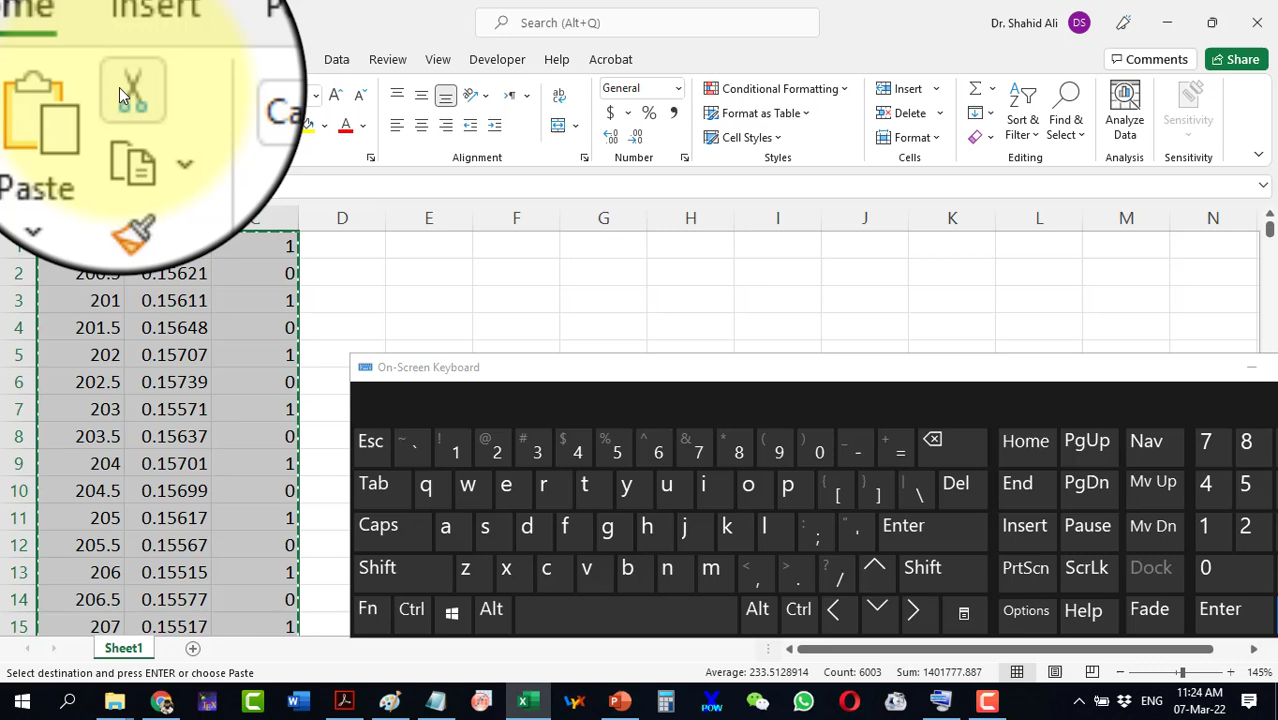 Insert
Search (Alt+Q)
Dr. Shahid Ali
DS
Data
Review
View
Developer
Help
Acrobat
Comments
Share
Paste
Ca
General
$ % ,
Conditional Formatting
Format as Table
Cell Styles
Insert
Delete
Format
Sort &
Filter
Find &
Select
Analyze
Data
Sensitivity
Alignment
Number
Styles
Cells
Editing
Analysis
Sensitivity
D E F G H I J K L M N
1
2 0.15621 0
3 201 0.15611 1
4 201.5 0.15648 0
5 202 0.15707 1
6 202.5 0.15739 0
7 203 0.15571 1
8 203.5 0.15637 0
9 204 0.15701 1
10 204.5 0.15699 0
11 205 0.15617 1
12 205.5 0.15567 0
13 206 0.15515 1
14 206.5 0.15577 0
15 207 0.15517 1
On-Screen Keyboard
Esc ~ ` ! 1 @ 2 # 3 $ 4 % 5 ^ 6 & 7 * 8 ( 9 ) 0 _ - + = Home PgUp Nav 7 8
Tab q w e r t y u i o p { [ } ] | \ Del End PgDn Mv Up 4 5
Caps a s d f g h j k l : ; " ' Enter Insert Pause Mv Dn 1 2
Shift z x c v b n m < , > . ? / Shift PrtScn ScrLk Dock 0
Fn Ctrl Alt Alt Ctrl Options Help Fade Enter
Sheet1
Select destination and press ENTER or choose Paste
Average: 233.5128914 Count: 6003 Sum: 1401777.887
145%
ENG
11:24 AM
07-Mar-22